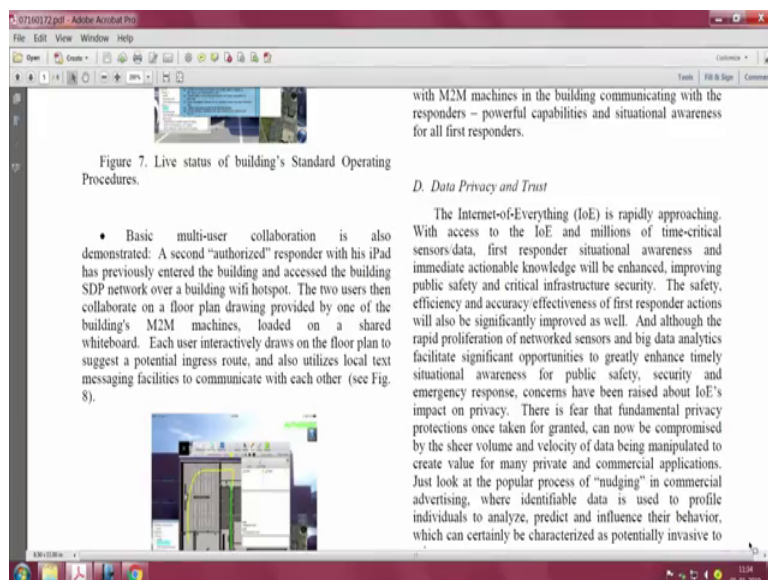 07160172.pdf - Adobe Acrobat Pro
File Edit View Window Help
Open Create Customize
Tools Fill & Sign Comment
Figure 7. Live status of building's Standard Operating
Procedures.
• Basic multi-user collaboration is also
demonstrated: A second “authorized” responder with his iPad
has previously entered the building and accessed the building
SDP network over a building wifi hotspot. The two users then
collaborate on a floor plan drawing provided by one of the
building's M2M machines, loaded on a shared
whiteboard. Each user interactively draws on the floor plan to
suggest a potential ingress route, and also utilizes local text
messaging facilities to communicate with each other (see Fig.
8).
with M2M machines in the building communicating with the
responders – powerful capabilities and situational awareness
for all first responders.
D. Data Privacy and Trust
The Internet-of-Everything (IoE) is rapidly approaching.
With access to the IoE and millions of time-critical
sensors/data, first responder situational awareness and
immediate actionable knowledge will be enhanced, improving
public safety and critical infrastructure security. The safety,
efficiency and accuracy/effectiveness of first responder actions
will also be significantly improved as well. And although the
rapid proliferation of networked sensors and big data analytics
facilitate significant opportunities to greatly enhance timely
situational awareness for public safety, security and
emergency response, concerns have been raised about IoE's
impact on privacy. There is fear that fundamental privacy
protections once taken for granted, can now be compromised
by the sheer volume and velocity of data being manipulated to
create value for many private and commercial applications.
Just look at the popular process of “nudging” in commercial
advertising, where identifiable data is used to profile
individuals to analyze, predict and influence their behavior,
which can certainly be characterized as potentially invasive to
8.50 x 11.00 in
11:34